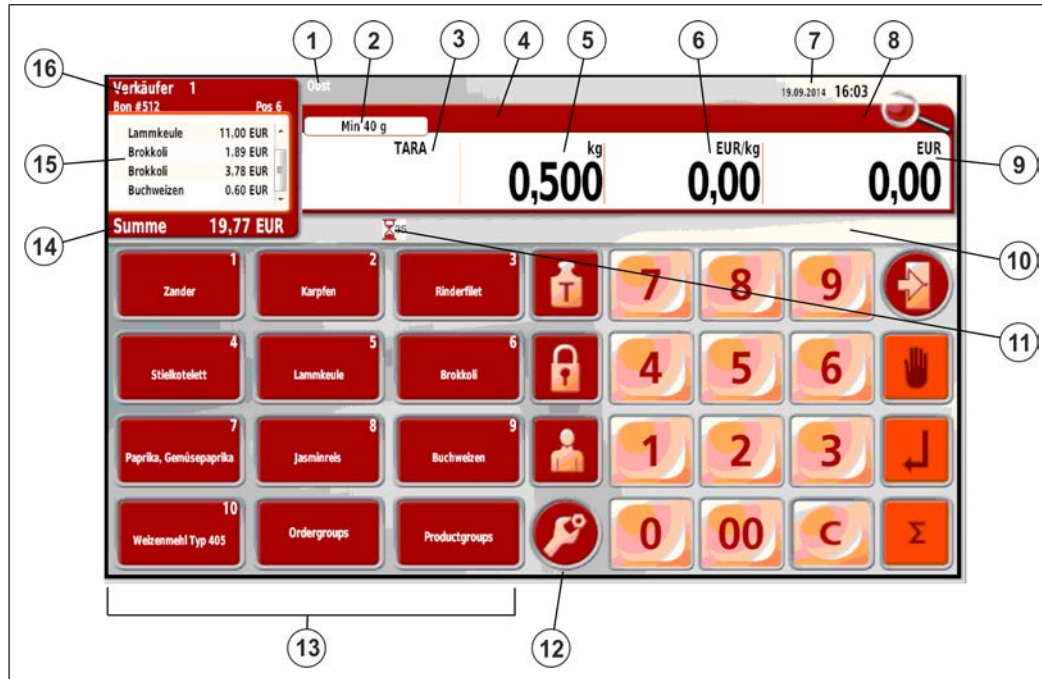 1 2 3 4 5 6 7 8
16
Verkäufer 1
Bon #512 Pos 6
Obst
19.09.2014 16:03
Min 40 g
Lammkeule 11.00 EUR
Brokkoli 1.89 EUR
Brokkoli 3.78 EUR
Buchweizen 0.60 EUR
15
TARA kg EUR/kg EUR
0,500 0,00 0,00
9
Summe 19,77 EUR
14
10
11
1 Zander
2 Karpfen
3 Rinderfilet
T 7 8 9
4 Stielkotelett
5 Lammkeule
6 Brokkoli
4 5 6
7 Paprika, Gemüsepaprika
8 Jasminreis
9 Buchweizen
1 2 3
10 Weizenmehl Typ 405
Ordergroups
Productgroups
0 00 C Σ
13 12